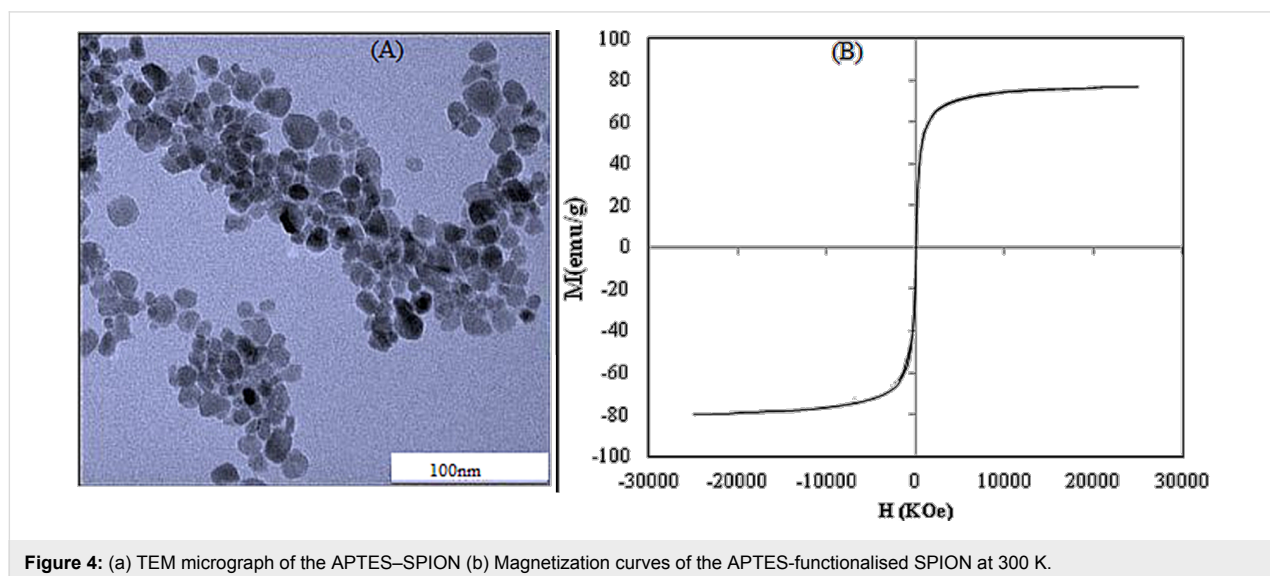 (A)
100nm
(B)
100
80
60
40
20
0
-20
-40
-60
-80
-100
M(emu/g)
-30000 -20000 -10000 0 10000 20000 30000
H (KOe)
Figure 4: (a) TEM micrograph of the APTES–SPION (b) Magnetization curves of the APTES-functionalised SPION at 300 K.